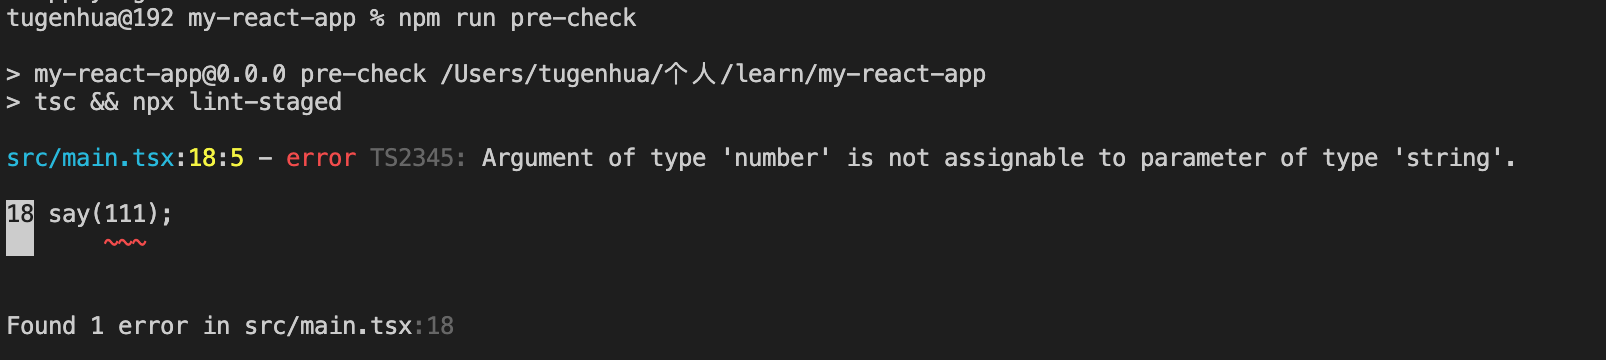 tugenhua@192 my-react-app % npm run pre-check
> my-react-app@0.0.0 pre-check /Users/tugenhua/个人/learn/my-react-app
> tsc && npx lint-staged
src/main.tsx:18:5 - error TS2345: Argument of type 'number' is not assignable to parameter of type 'string'.
18 say(111);
~~~
Found 1 error in src/main.tsx:18